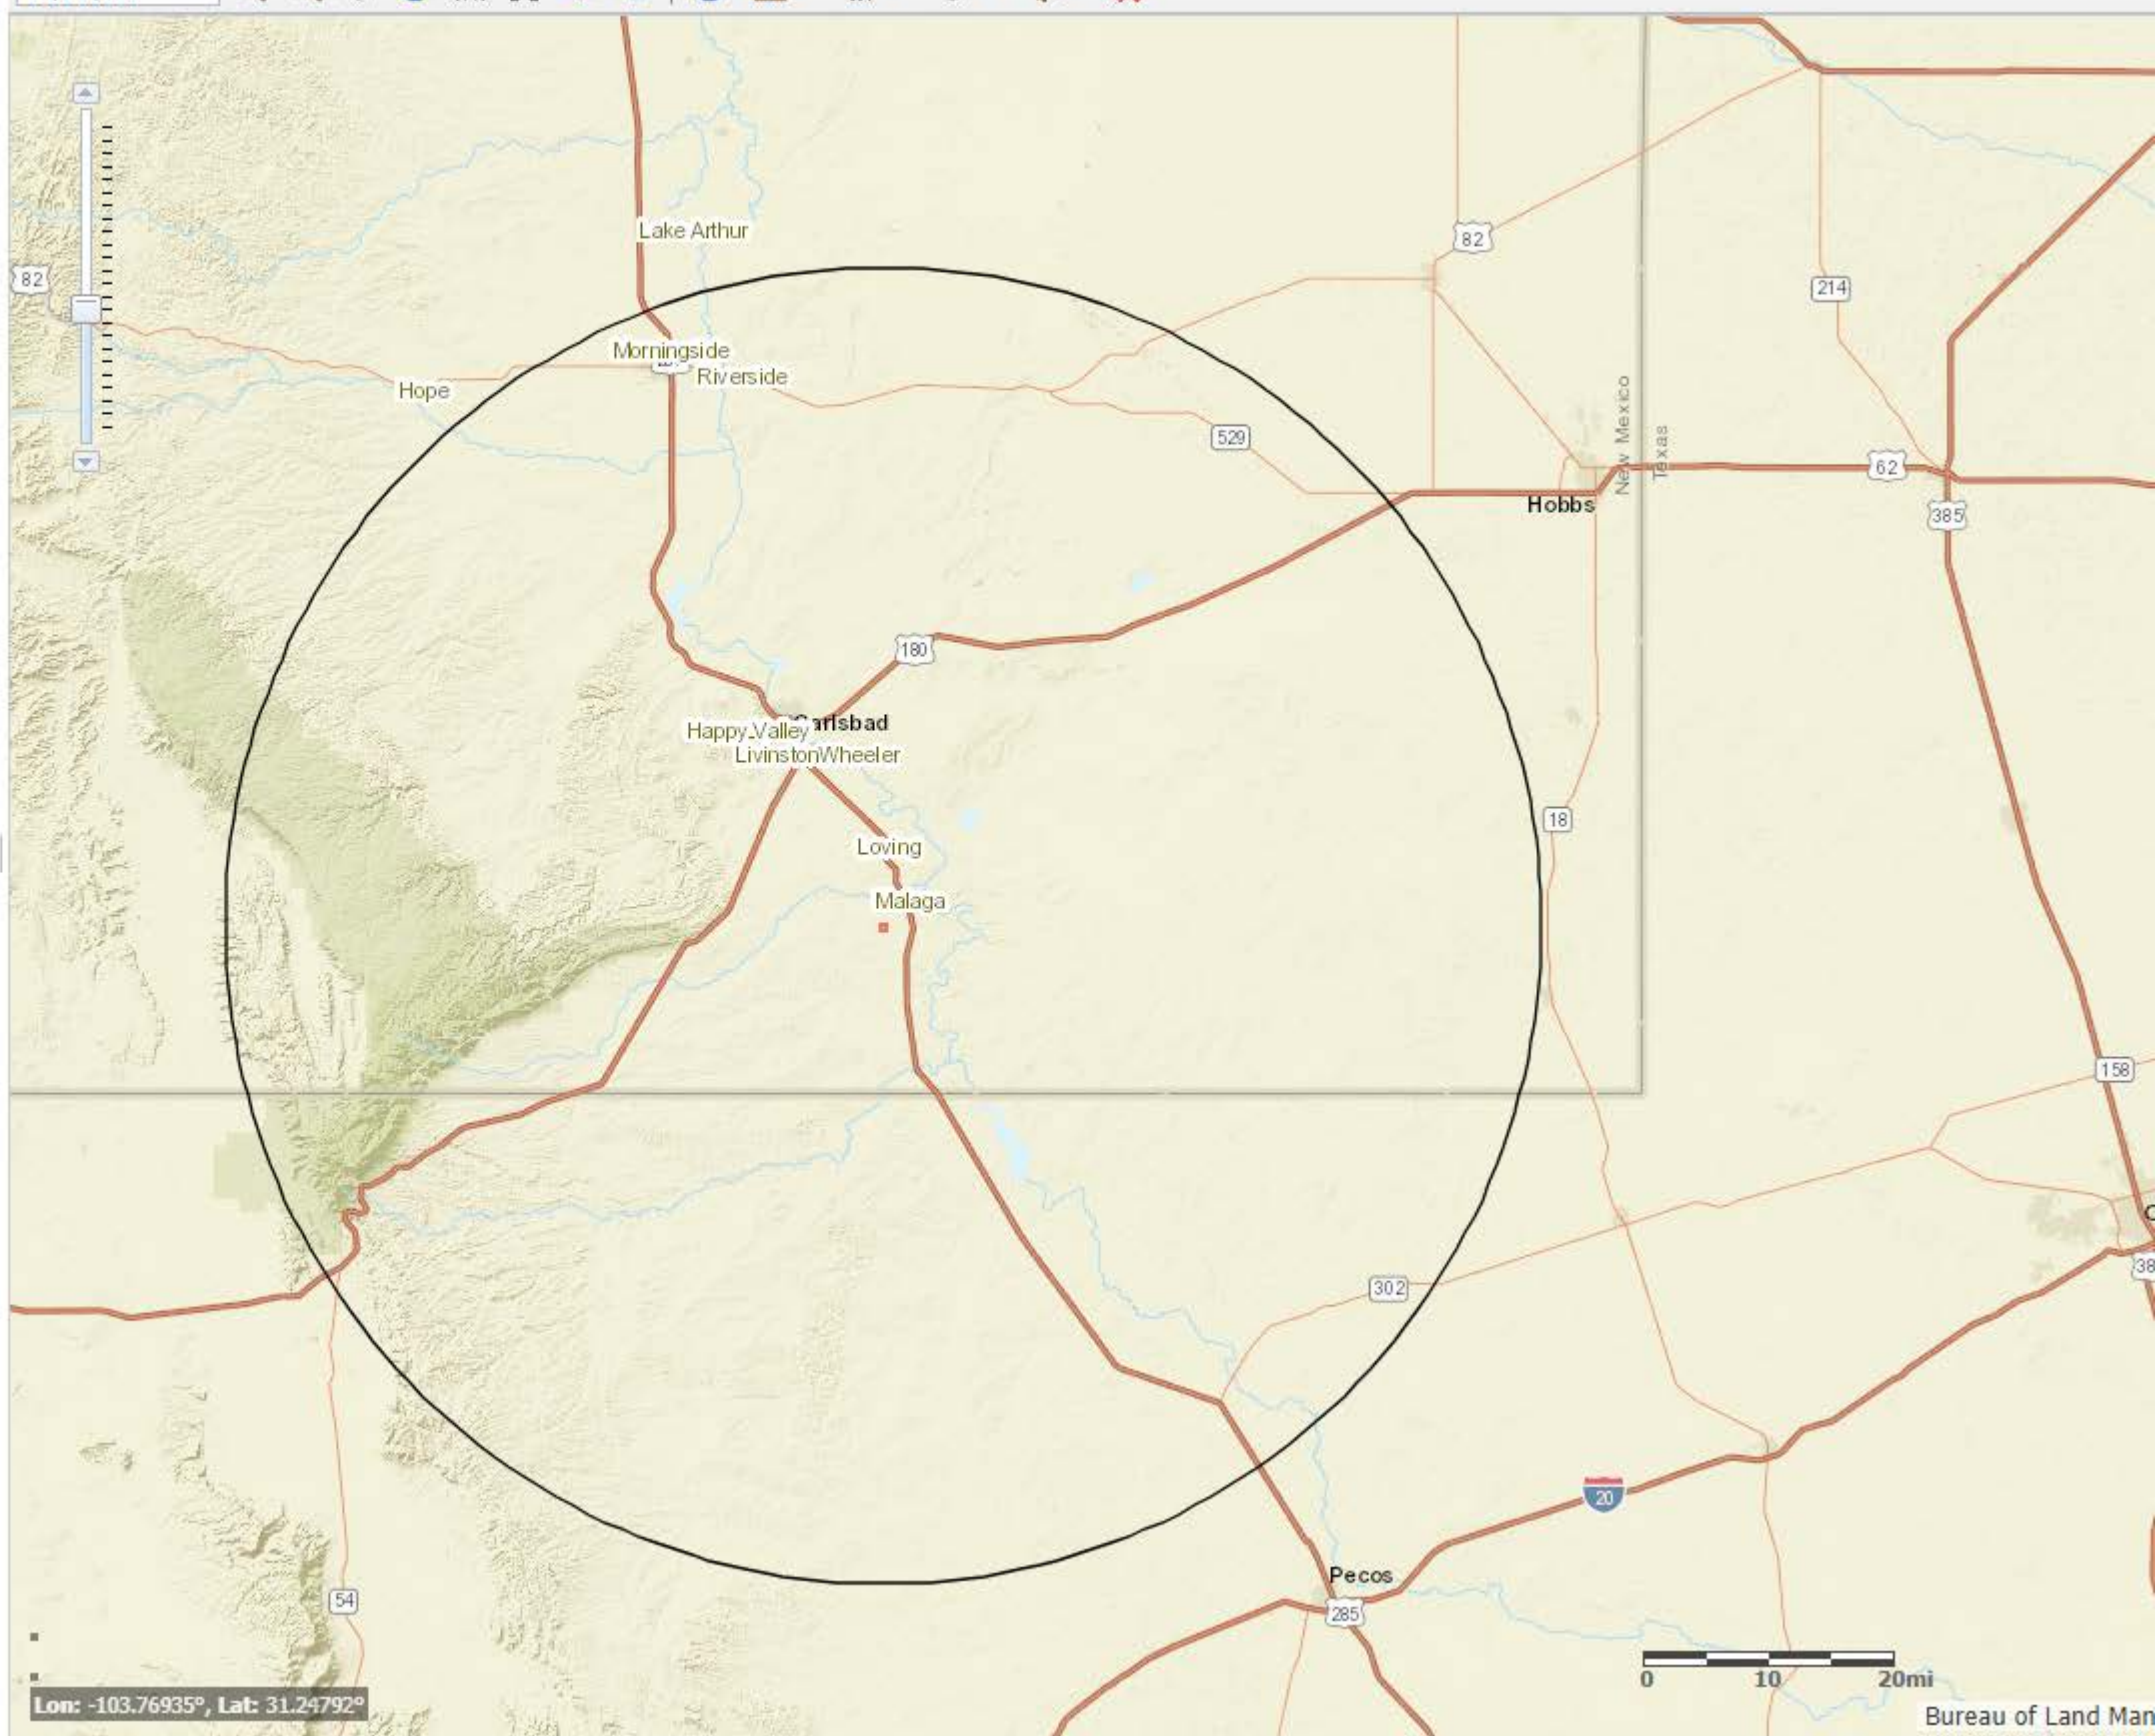 Lake Arthur
82
82
214
Morningside
Riverside
Hope
529
New Mexico
Texas
62
Hobbs
385
180
Carlsbad
Happy Valley
Livinston Wheeler
18
Loving
Malaga
158
302
38
20
Pecos
54
285
0 10 20mi
Lon: -103.76935°, Lat: 31.24792°
Bureau of Land Man